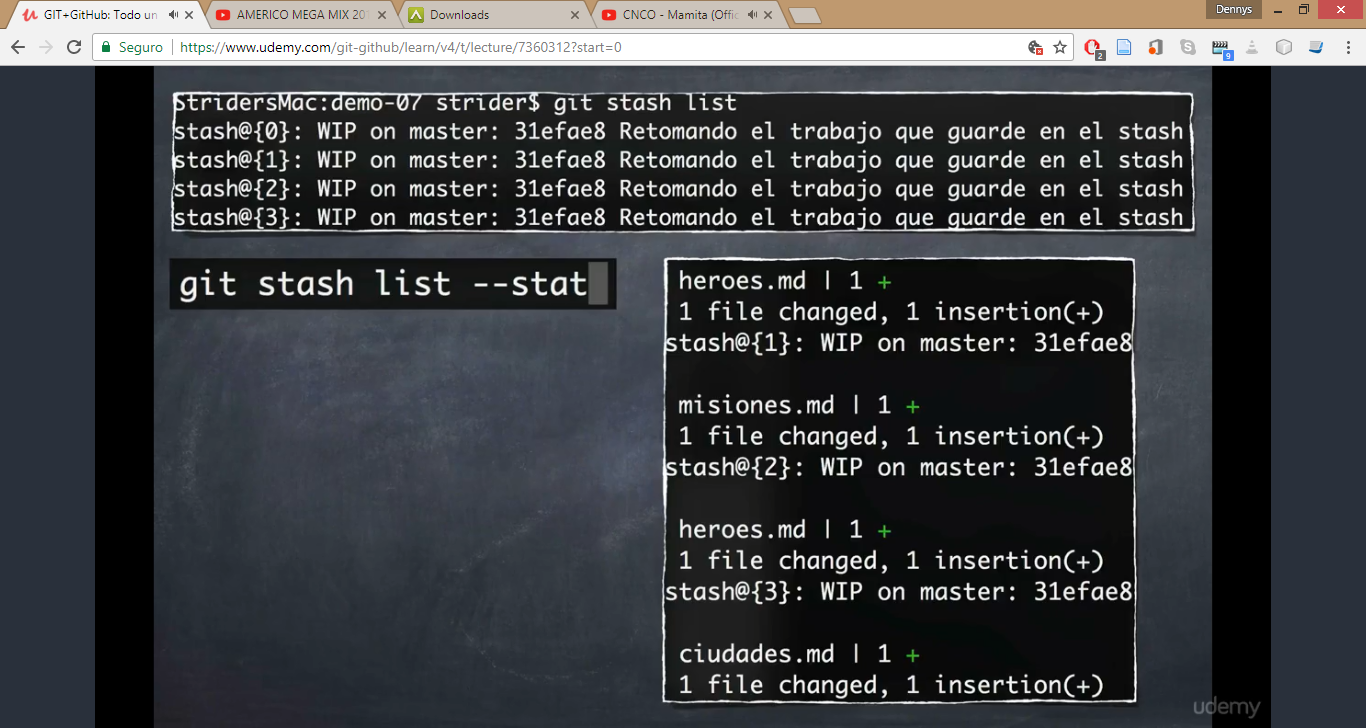 GIT+GitHub: Todo un
AMERICO MEGA MIX 201
Downloads
CNCO - Mamita (Offic
Dennys
Seguro
https://www.udemy.com/git-github/learn/v4/t/lecture/7360312?start=0
2
9
StridersMac:demo-07 strider$ git stash list
stash@{0}: WIP on master: 31efae8 Retomando el trabajo que guarde en el stash
stash@{1}: WIP on master: 31efae8 Retomando el trabajo que guarde en el stash
stash@{2}: WIP on master: 31efae8 Retomando el trabajo que guarde en el stash
stash@{3}: WIP on master: 31efae8 Retomando el trabajo que guarde en el stash
git stash list --stat
heroes.md | 1 +
1 file changed, 1 insertion(+)
stash@{1}: WIP on master: 31efae8
misiones.md | 1 +
1 file changed, 1 insertion(+)
stash@{2}: WIP on master: 31efae8
heroes.md | 1 +
1 file changed, 1 insertion(+)
stash@{3}: WIP on master: 31efae8
ciudades.md | 1 +
1 file changed, 1 insertion(+)
udemy